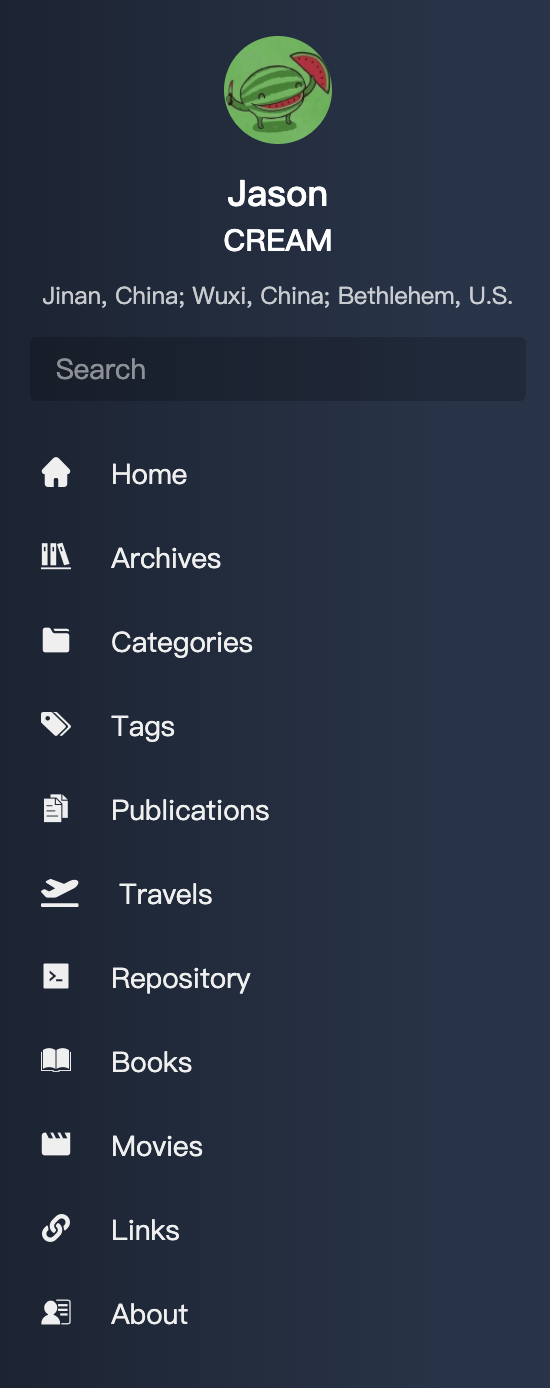 Jason
CREAM
Jinan, China; Wuxi, China; Bethlehem, U.S.
Search
Home
Archives
Categories
Tags
Publications
Travels
Repository
Books
Movies
Links
About